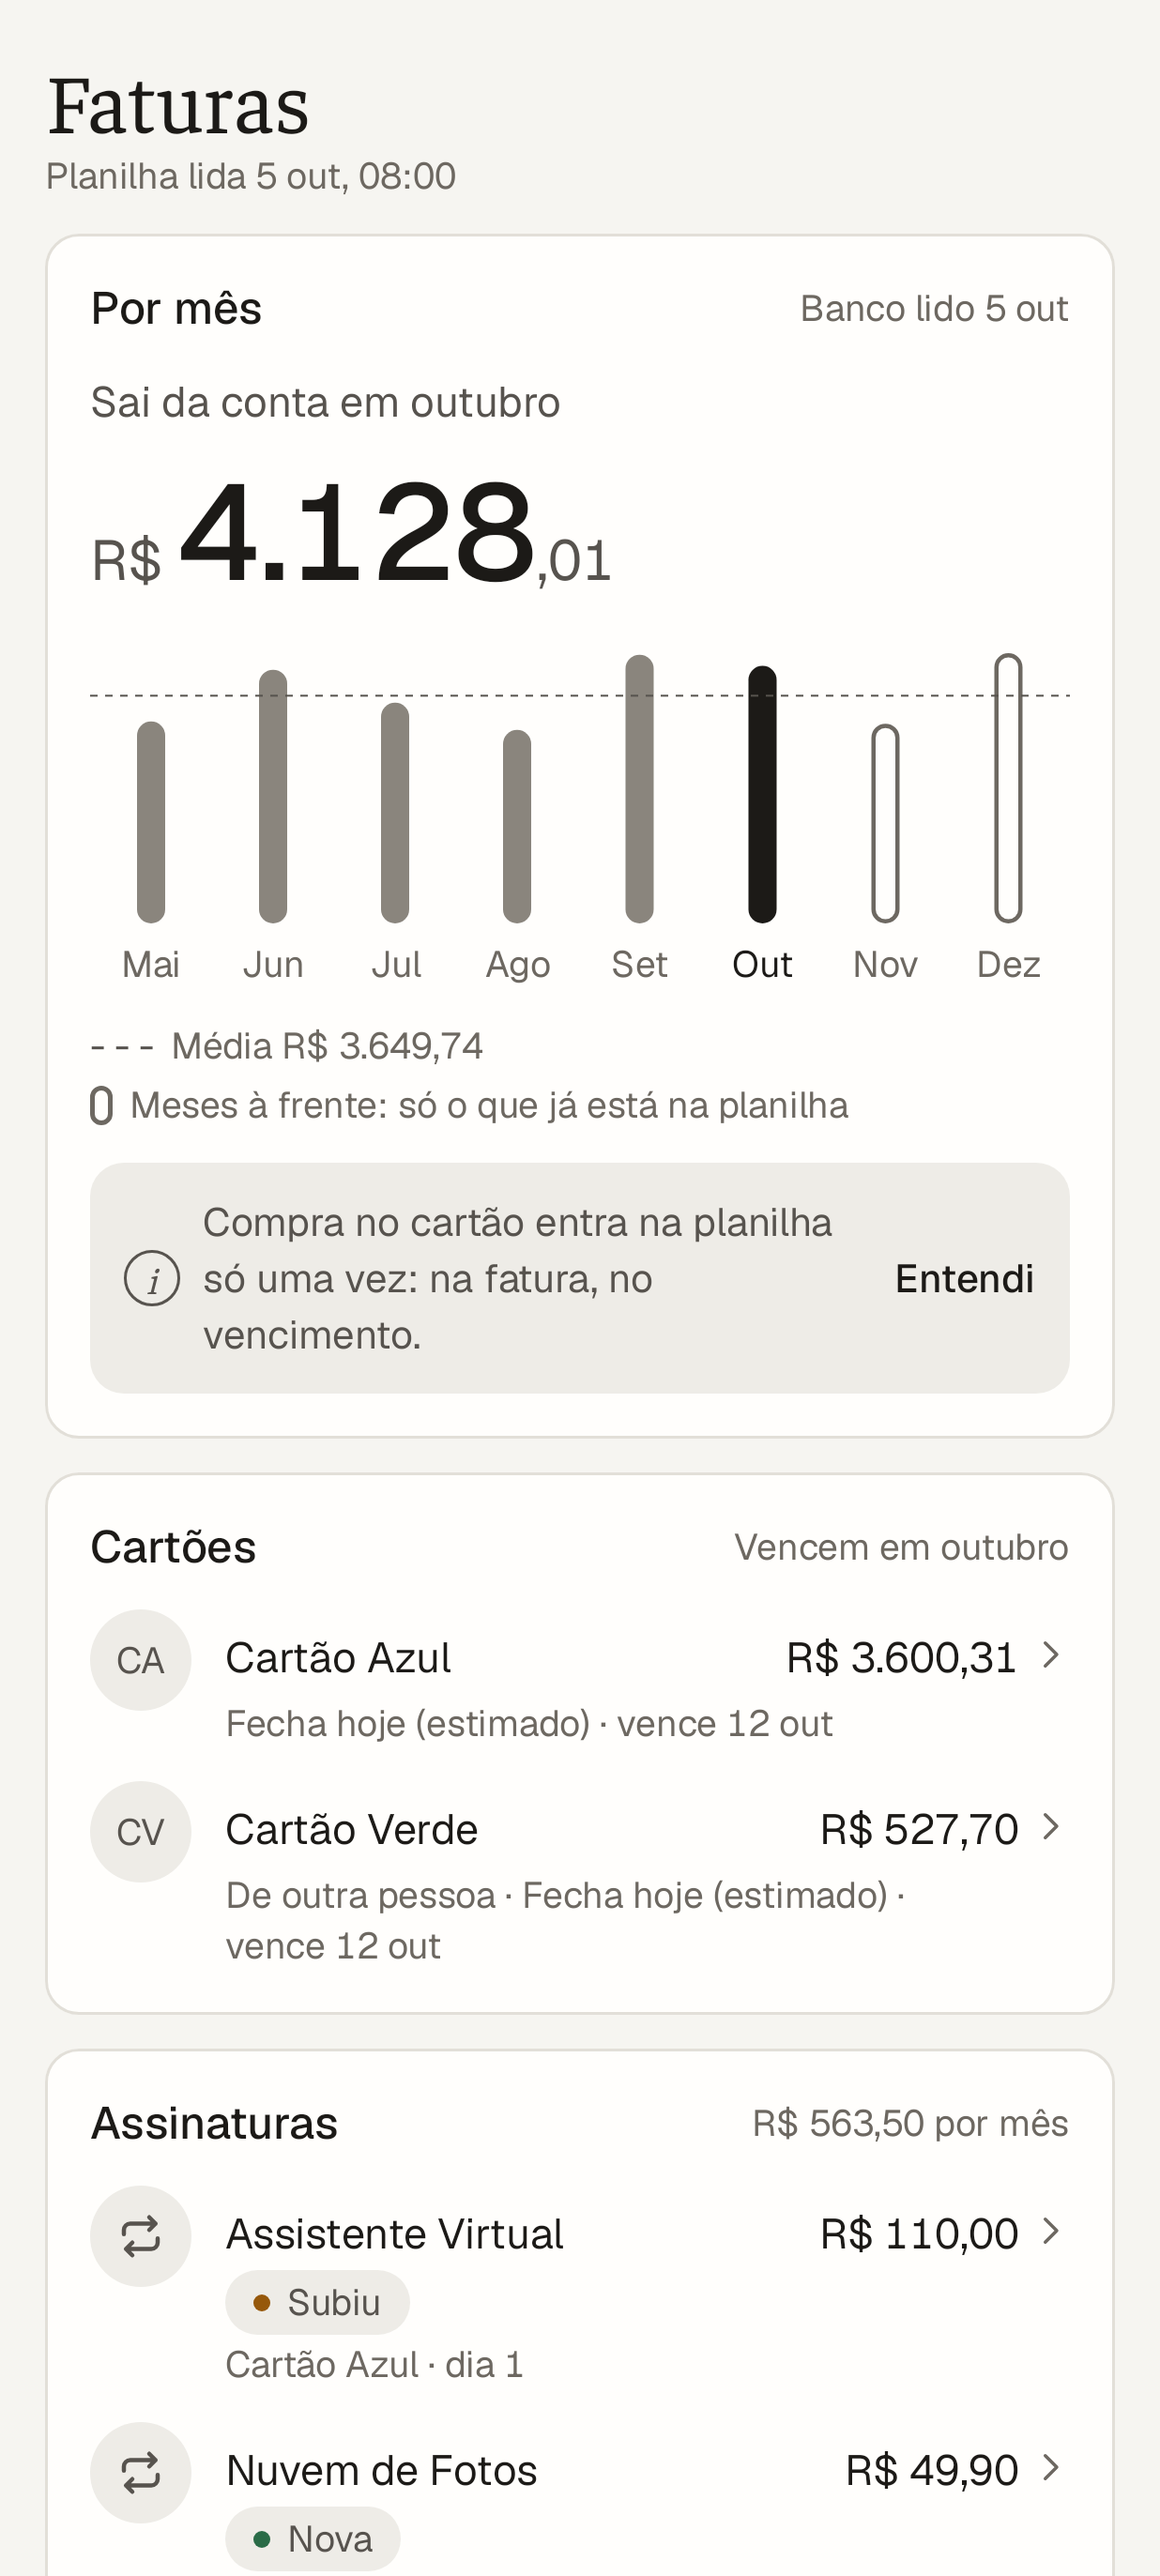 Faturas
Planilha lida 5 out, 08:00
Por mês
Banco lido 5 out
Sai da conta em outubro
R$ 4.128,01
Mai Jun Jul Ago Set Out Nov Dez
--- Média R$ 3.649,74
Meses à frente: só o que já está na planilha
i
Compra no cartão entra na planilha
só uma vez: na fatura, no
vencimento.
Entendi
Cartões
Vencem em outubro
CA
Cartão Azul
R$ 3.600,31
Fecha hoje (estimado) · vence 12 out
CV
Cartão Verde
R$ 527,70
De outra pessoa · Fecha hoje (estimado) ·
vence 12 out
Assinaturas
R$ 563,50 por mês
Assistente Virtual
R$ 110,00
Subiu
Cartão Azul · dia 1
Nuvem de Fotos
R$ 49,90
Nova